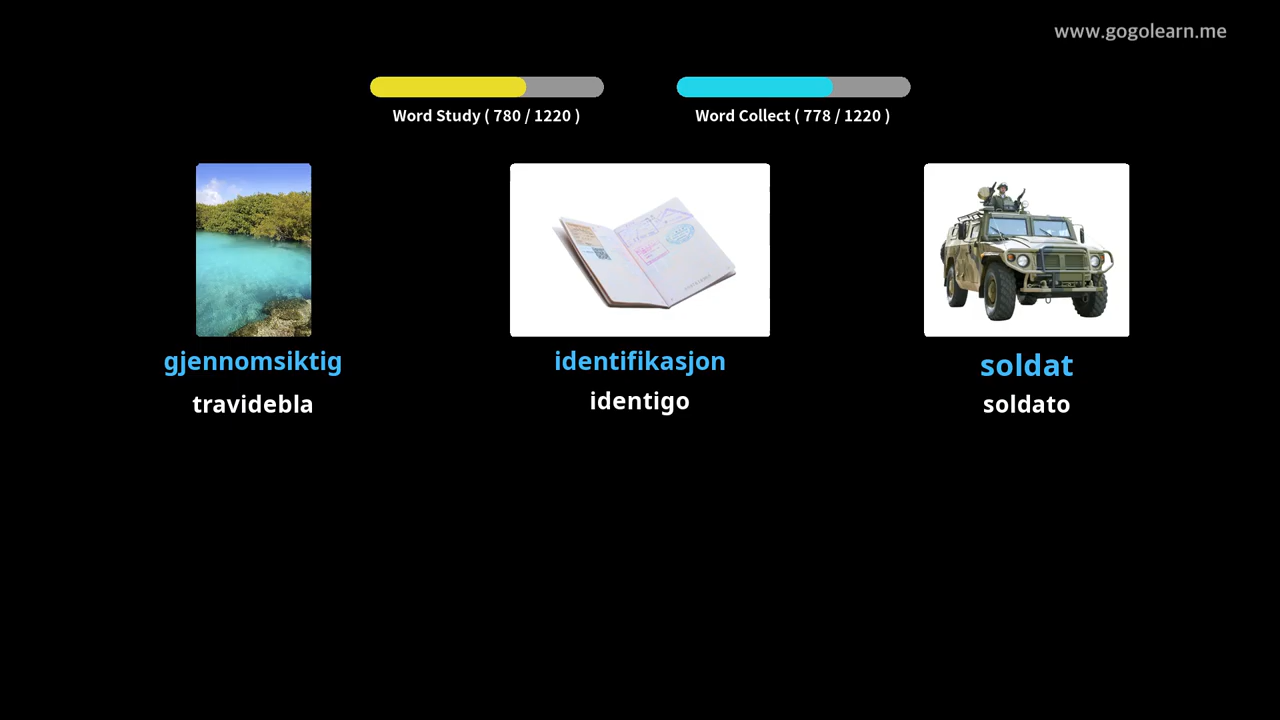 www.gogolearn.me
Word Study ( 780 / 1220 )
Word Collect ( 778 / 1220 )
gjennomsiktig
travidebla
identifikasjon
identigo
soldat
soldato